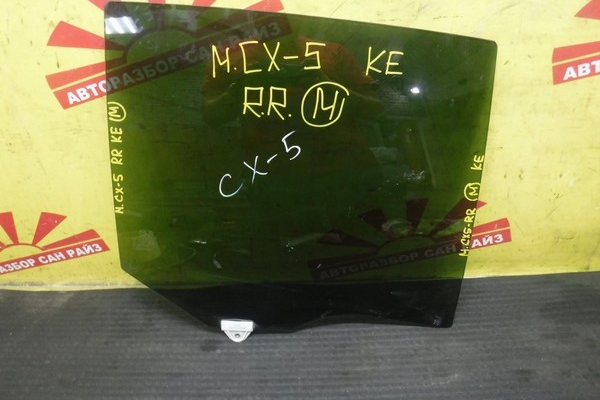 M.CX-5 KE
R.R. M
CX-5
M.CX-5 RR KE M
M.CX5-RR M KE
АВТОРАЗБОР САН РАЙЗ
АВТОРАЗБОР САН РАЙЗ
АВТОРАЗБОР САН РАЙЗ
АВТОРАЗ